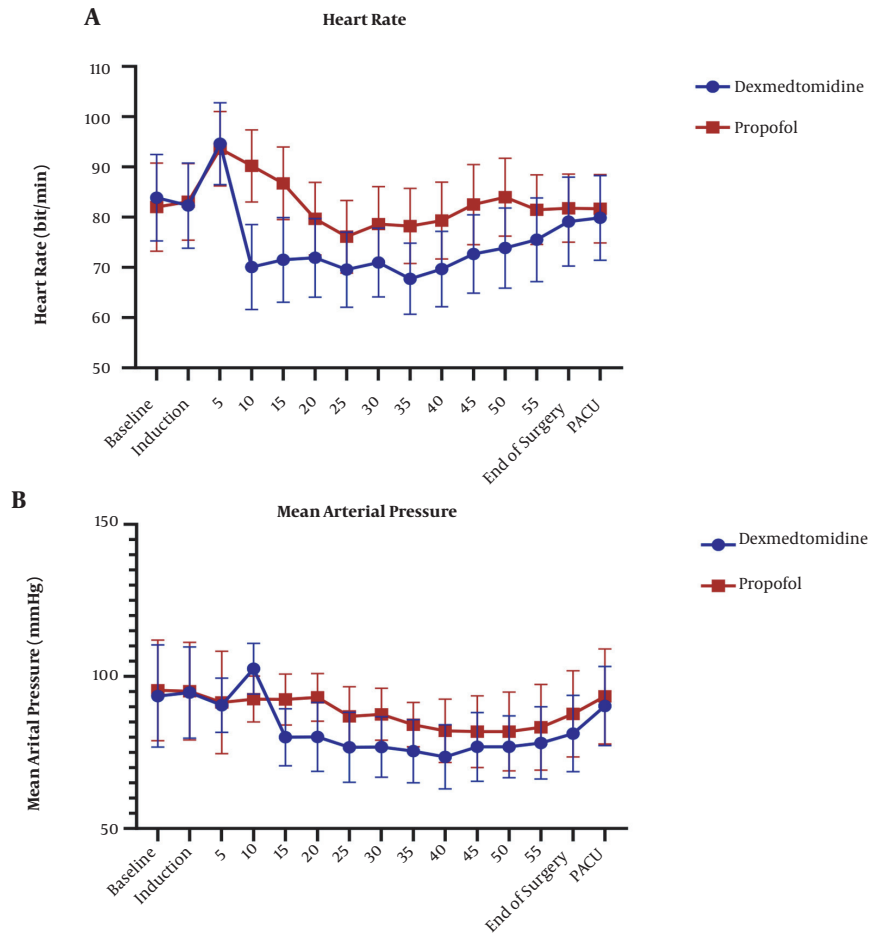 A
Heart Rate
110
100
90
80
70
60
50
Heart Rate (bit/min)
Baseline
Induction
5
10
15
20
25
30
35
40
45
50
55
End of Surgery
PACU
Dexmedtomidine
Propofol
B
Mean Arterial Pressure
150
100
50
Mean Arital Pressure (mmHg)
Baseline
Induction
5
10
15
20
25
30
35
40
45
50
55
End of Surgery
PACU
Dexmedtomidine
Propofol